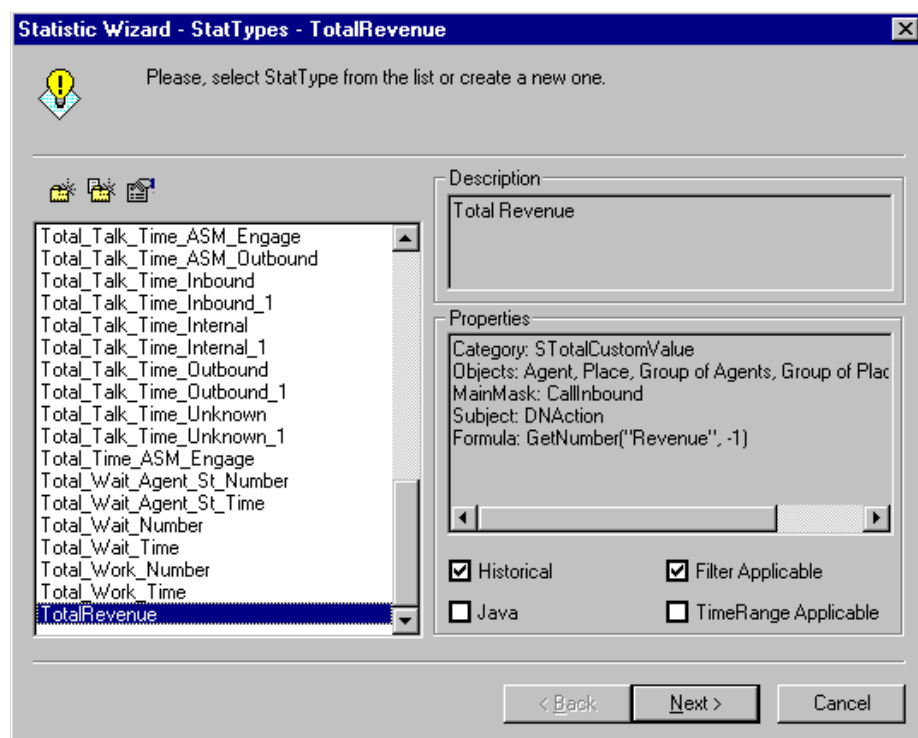 Statistic Wizard - StatTypes - TotalRevenue
Please, select StatType from the list or create a new one.
Total_Talk_Time_ASM_Engage
Total_Talk_Time_ASM_Outbound
Total_Talk_Time_Inbound
Total_Talk_Time_Inbound_1
Total_Talk_Time_Internal
Total_Talk_Time_Internal_1
Total_Talk_Time_Outbound
Total_Talk_Time_Outbound_1
Total_Talk_Time_Unknown
Total_Talk_Time_Unknown_1
Total_Time_ASM_Engage
Total_Wait_Agent_St_Number
Total_Wait_Agent_St_Time
Total_Wait_Number
Total_Wait_Time
Total_Work_Number
Total_Work_Time
TotalRevenue
Description
Total Revenue
Properties
Category: STotalCustomValue
Objects: Agent, Place, Group of Agents, Group of Plac
MainMask: CallInbound
Subject: DNAction
Formula: GetNumber("Revenue", -1)
Historical
Filter Applicable
Java
TimeRange Applicable
< Back
Next >
Cancel